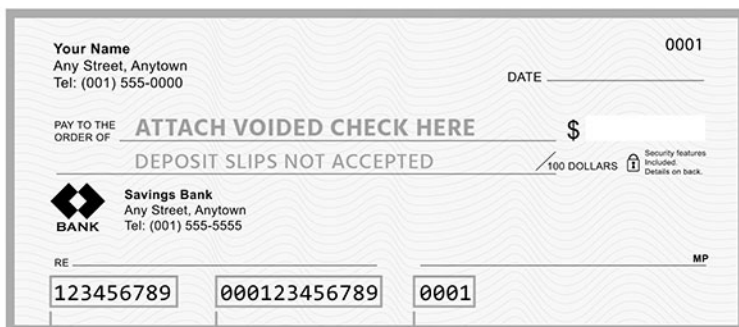 Your Name
Any Street, Anytown
Tel: (001) 555-0000
0001
DATE
PAY TO THE
ORDER OF
ATTACH VOIDED CHECK HERE
$
DEPOSIT SLIPS NOT ACCEPTED
/100 DOLLARS
Security features
Included.
Details on back.
BANK
Savings Bank
Any Street, Anytown
Tel: (001) 555-5555
RE
MP
123456789 000123456789 0001